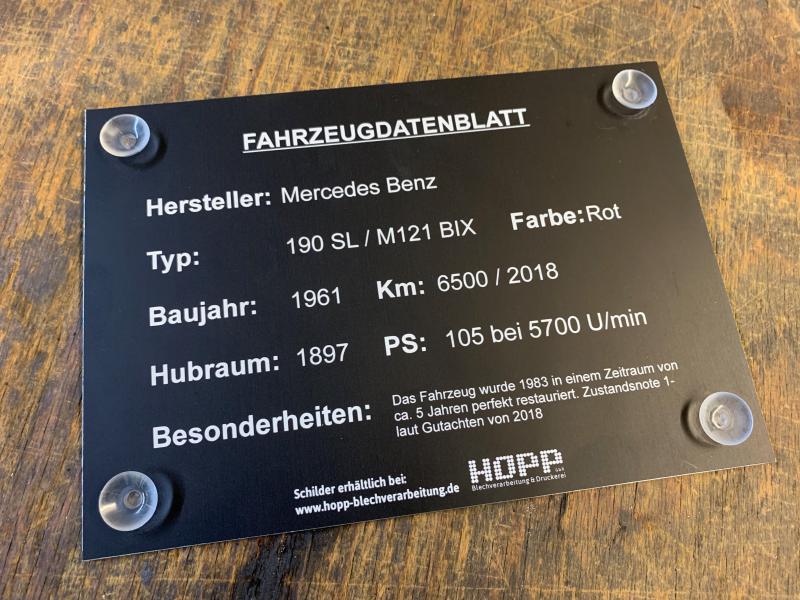 FAHRZEUGDATENBLATT
Hersteller: Mercedes Benz
Typ: 190 SL / M121 BIX Farbe: Rot
Baujahr: 1961 Km: 6500 / 2018
Hubraum: 1897 PS: 105 bei 5700 U/min
Besonderheiten: Das Fahrzeug wurde 1983 in einem Zeitraum von
ca. 5 Jahren perfekt restauriert. Zustandsnote 1-
laut Gutachten von 2018
Schilder erhältlich bei:
www.hopp-blechverarbeitung.de
HOPP GbR
Blechverarbeitung & Druckerei